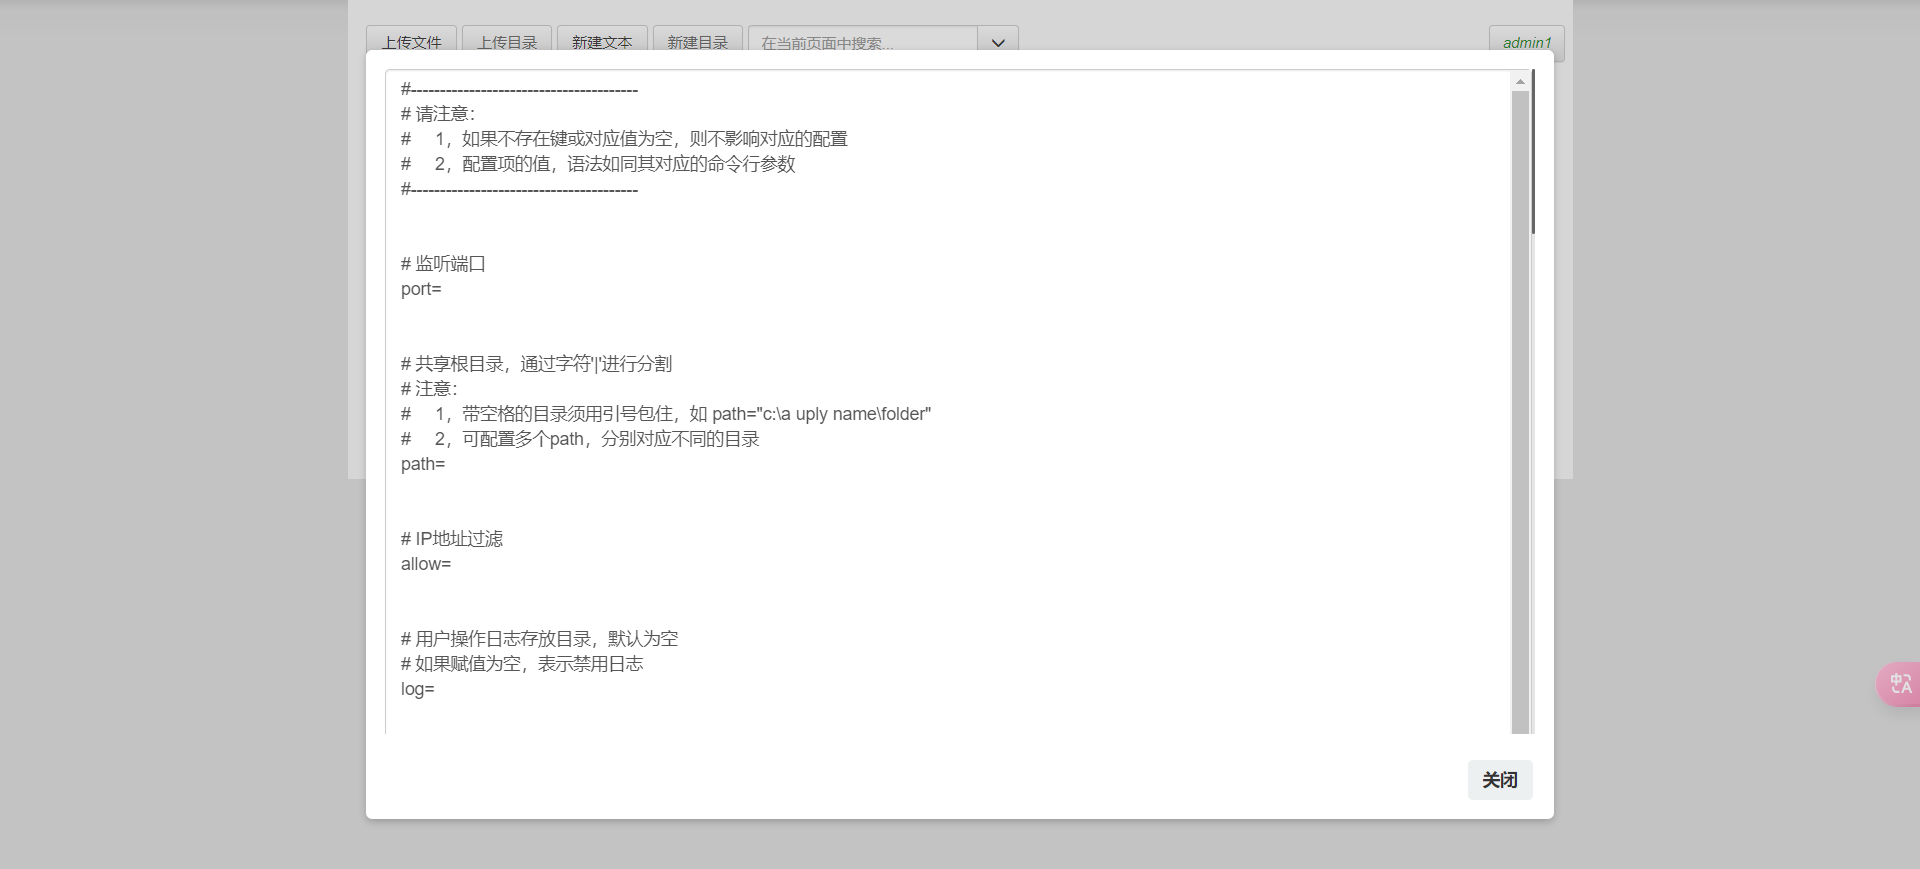 上传文件 上传目录 新建文本 新建目录 在当前页面中搜索... admin1
#---------------------------------------
# 请注意：
#     1，如果不存在键或对应值为空，则不影响对应的配置
#     2，配置项的值，语法如同其对应的命令行参数
#---------------------------------------
# 监听端口
port=
# 共享根目录，通过字符'|'进行分割
# 注意：
#     1，带空格的目录须用引号包住，如 path="c:\a uply name\folder"
#     2，可配置多个path，分别对应不同的目录
path=
# IP地址过滤
allow=
# 用户操作日志存放目录，默认为空
# 如果赋值为空，表示禁用日志
log=
中 A
关闭